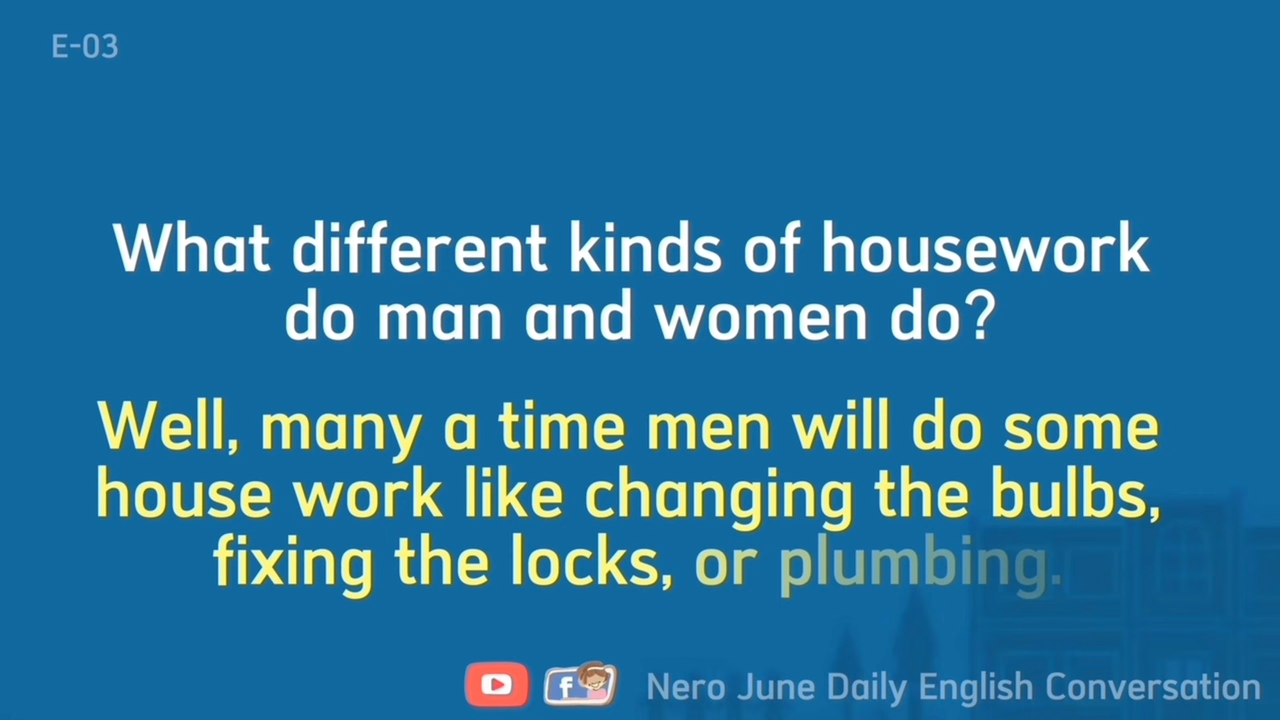 E-03
What different kinds of housework
do man and women do?
Well, many a time men will do some
house work like changing the bulbs,
fixing the locks, or plumbing.
f Nero June Daily English Conversation